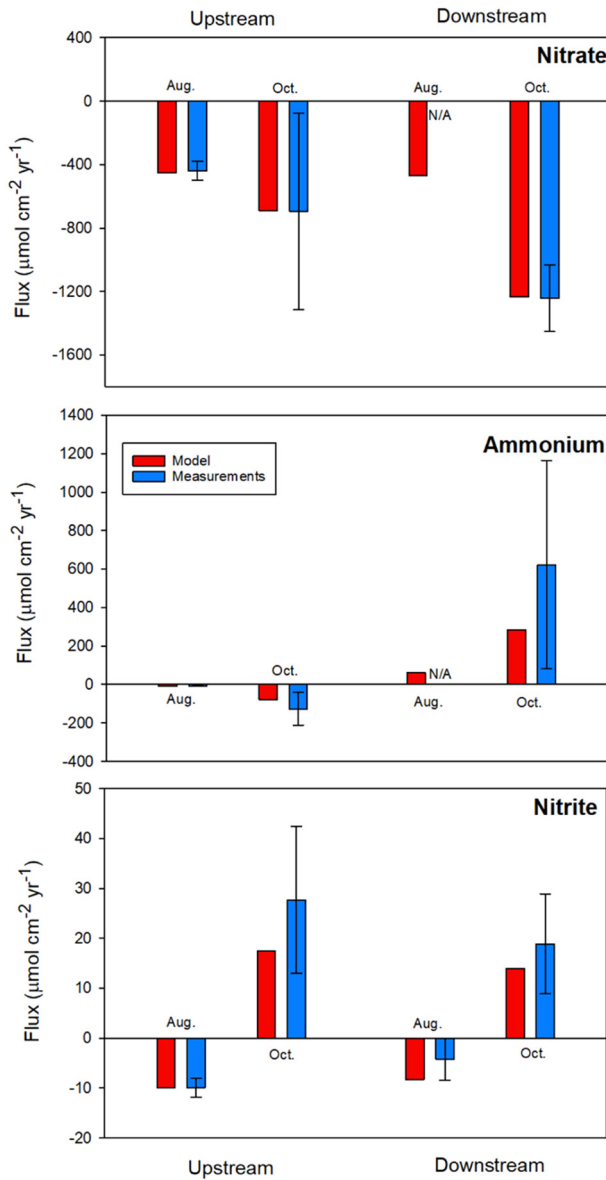 Upstream Downstream
400
Nitrate
Aug. Oct. Aug. Oct.
0
N/A
-400
-800
-1200
-1600
Flux (μmol cm⁻² yr⁻¹)
1400
Ammonium
1200
Model
Measurements
1000
800
600
400
200
Oct.
N/A
0
Aug. Aug. Oct.
-200
-400
Flux (μmol cm⁻² yr⁻¹)
50
Nitrite
40
30
20
10
Aug. Aug.
0
Oct. Oct.
-10
-20
Flux (μmol cm⁻² yr⁻¹)
Upstream Downstream